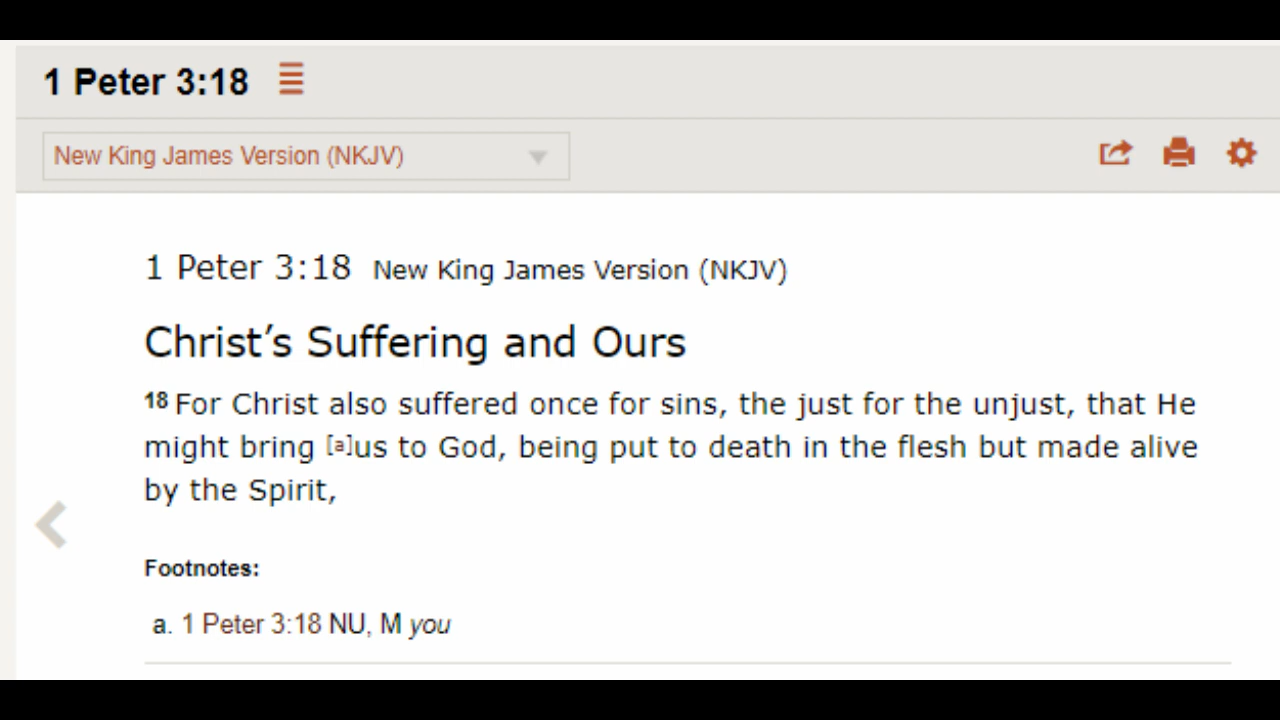 1 Peter 3:18
New King James Version (NKJV)
1 Peter 3:18 New King James Version (NKJV)
Christ’s Suffering and Ours
18 For Christ also suffered once for sins, the just for the unjust, that He
might bring [a]us to God, being put to death in the flesh but made alive
by the Spirit,
Footnotes:
a. 1 Peter 3:18 NU, M you